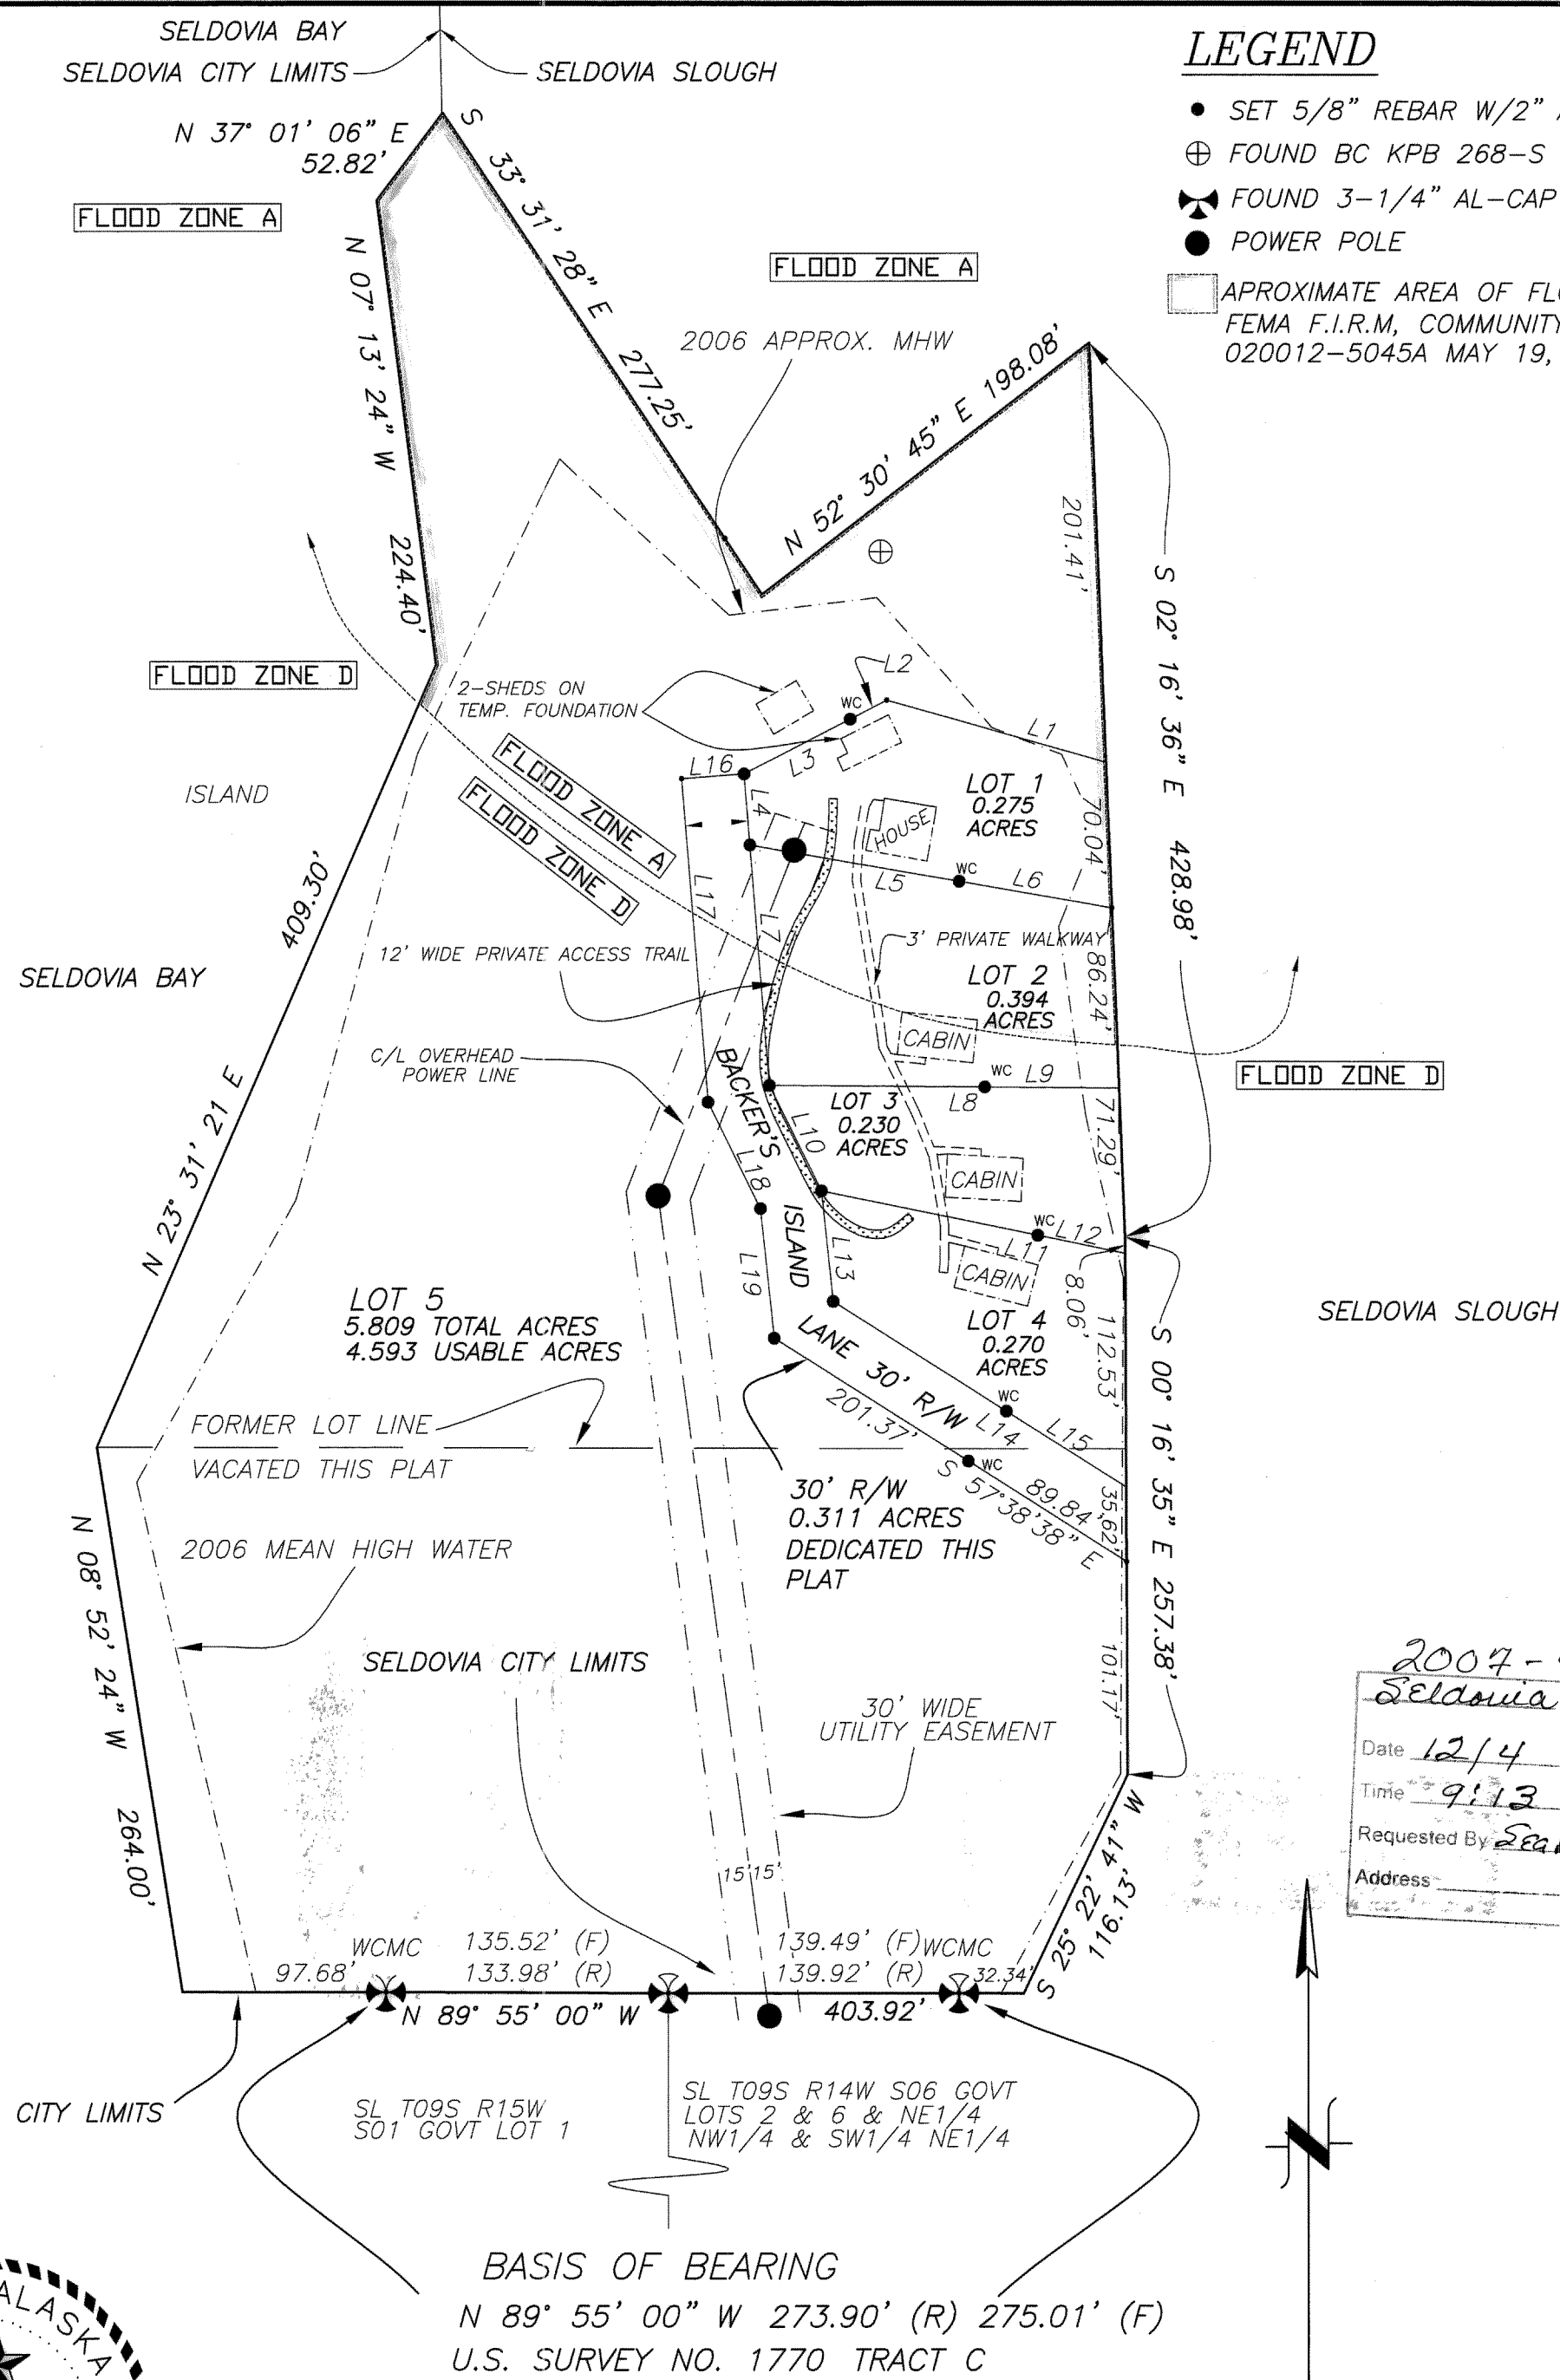 SELDOVIA BAY
SELDOVIA CITY LIMITS
SELDOVIA SLOUGH
LEGEND
SET 5/8" REBAR W/2"
FOUND BC KPB 268-S
FOUND 3-1/4" AL-CAP
POWER POLE
APROXIMATE AREA OF
FEMA F.I.R.M, COMMUNITY
020012-5045A MAY 19,
N 37° 01' 06" E
52.82'
S 33° 31' 28" E 277.25'
FLOOD ZONE A
N 07° 13' 24" W 224.40'
FLOOD ZONE A
2006 APPROX. MHW
N 52° 30' 45" E 198.08'
201.41'
S 02° 16' 36" E 428.98'
FLOOD ZONE D
2-SHEDS ON
TEMP. FOUNDATION
WC
L2
L1
L3
L16
L4
ISLAND
FLOOD ZONE A
FLOOD ZONE D
LOT 1
0.275
ACRES
HOUSE
70.04'
WC
L5
L6
L17
L7
409.30'
N 23° 31' 21 E
12' WIDE PRIVATE ACCESS TRAIL
3' PRIVATE WALKWAY
SELDOVIA BAY
LOT 2
0.394
ACRES
86.24'
CABIN
C/L OVERHEAD
POWER LINE
WC
L9
L8
FLOOD ZONE D
BACKER'S
ISLAND
LANE 30' R/W
LOT 3
0.230
ACRES
L10
71.29'
L18
CABIN
WC
L12
L11
L13
L19
CABIN
8.06'
SELDOVIA SLOUGH
LOT 5
5.809 TOTAL ACRES
4.593 USABLE ACRES
LOT 4
0.270
ACRES
112.53'
S 00° 16' 35" E 257.38'
WC
L14
L15
201.37'
WC
S 57°38'38" E
89.84'
35.62'
FORMER LOT LINE
VACATED THIS PLAT
30' R/W
0.311 ACRES
DEDICATED THIS
PLAT
N 08° 52' 24" W 264.00'
2006 MEAN HIGH WATER
SELDOVIA CITY LIMITS
101.17'
30' WIDE
UTILITY EASEMENT
2007-
Seldovia
Date 12/4
Time 9:13
Requested By
Address
15' 15'
S 25° 22' 41" W
116.13'
WCMC
135.52' (F)
139.49' (F)
WCMC
97.68'
133.98' (R)
139.92' (R)
32.34'
N 89° 55' 00" W
403.92'
CITY LIMITS
SL T09S R15W
S01 GOVT LOT 1
SL T09S R14W S06 GOVT
LOTS 2 & 6 & NE1/4
NW1/4 & SW1/4 NE1/4
N
BASIS OF BEARING
N 89° 55' 00" W 273.90' (R) 275.01' (F)
U.S. SURVEY NO. 1770 TRACT C
ALASKA